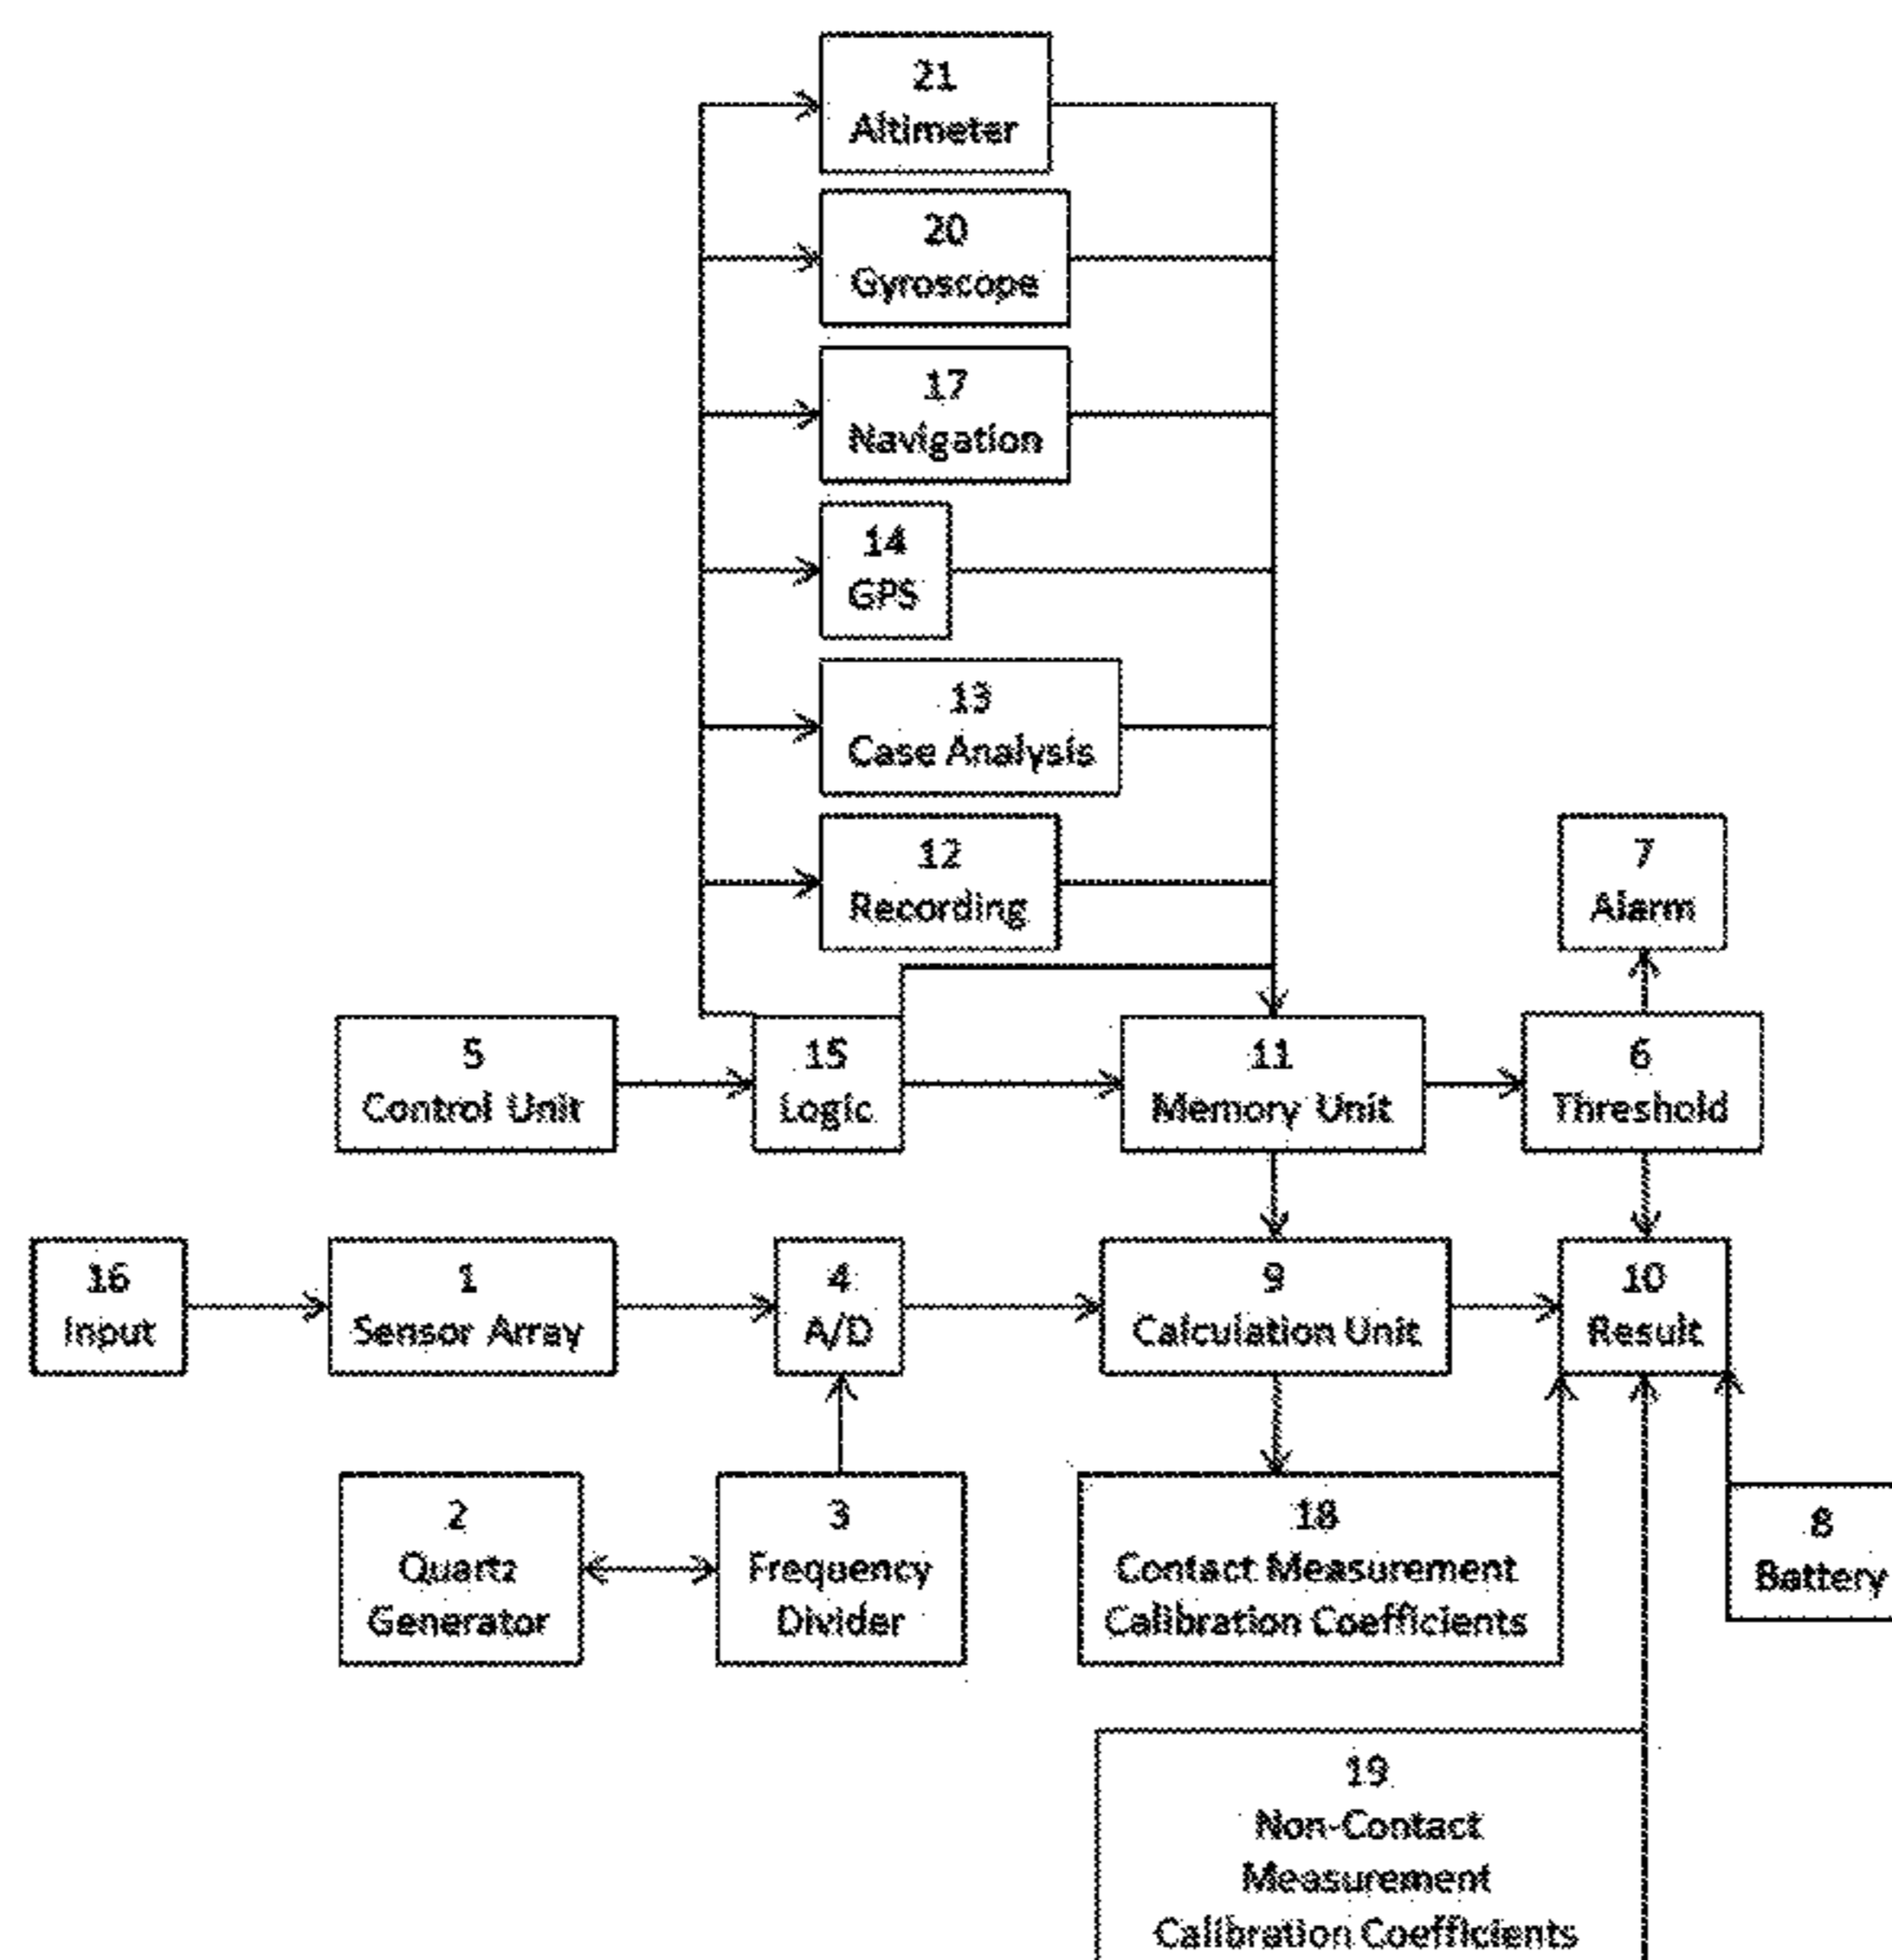 21
Altimeter
20
Gyroscope
17
Navigation
14
GPS
13
Case Analysis
12
Recording
7
Alarm
5
Control Unit
15
Logic
11
Memory Unit
6
Threshold
16
Input
1
Sensor Array
4
A/D
9
Calculation Unit
10
Result
2
Quartz
Generator
3
Frequency
Divider
18
Contact Measurement
Calibration Coefficients
8
Battery
19
Non-Contact
Measurement
Calibration Coefficients